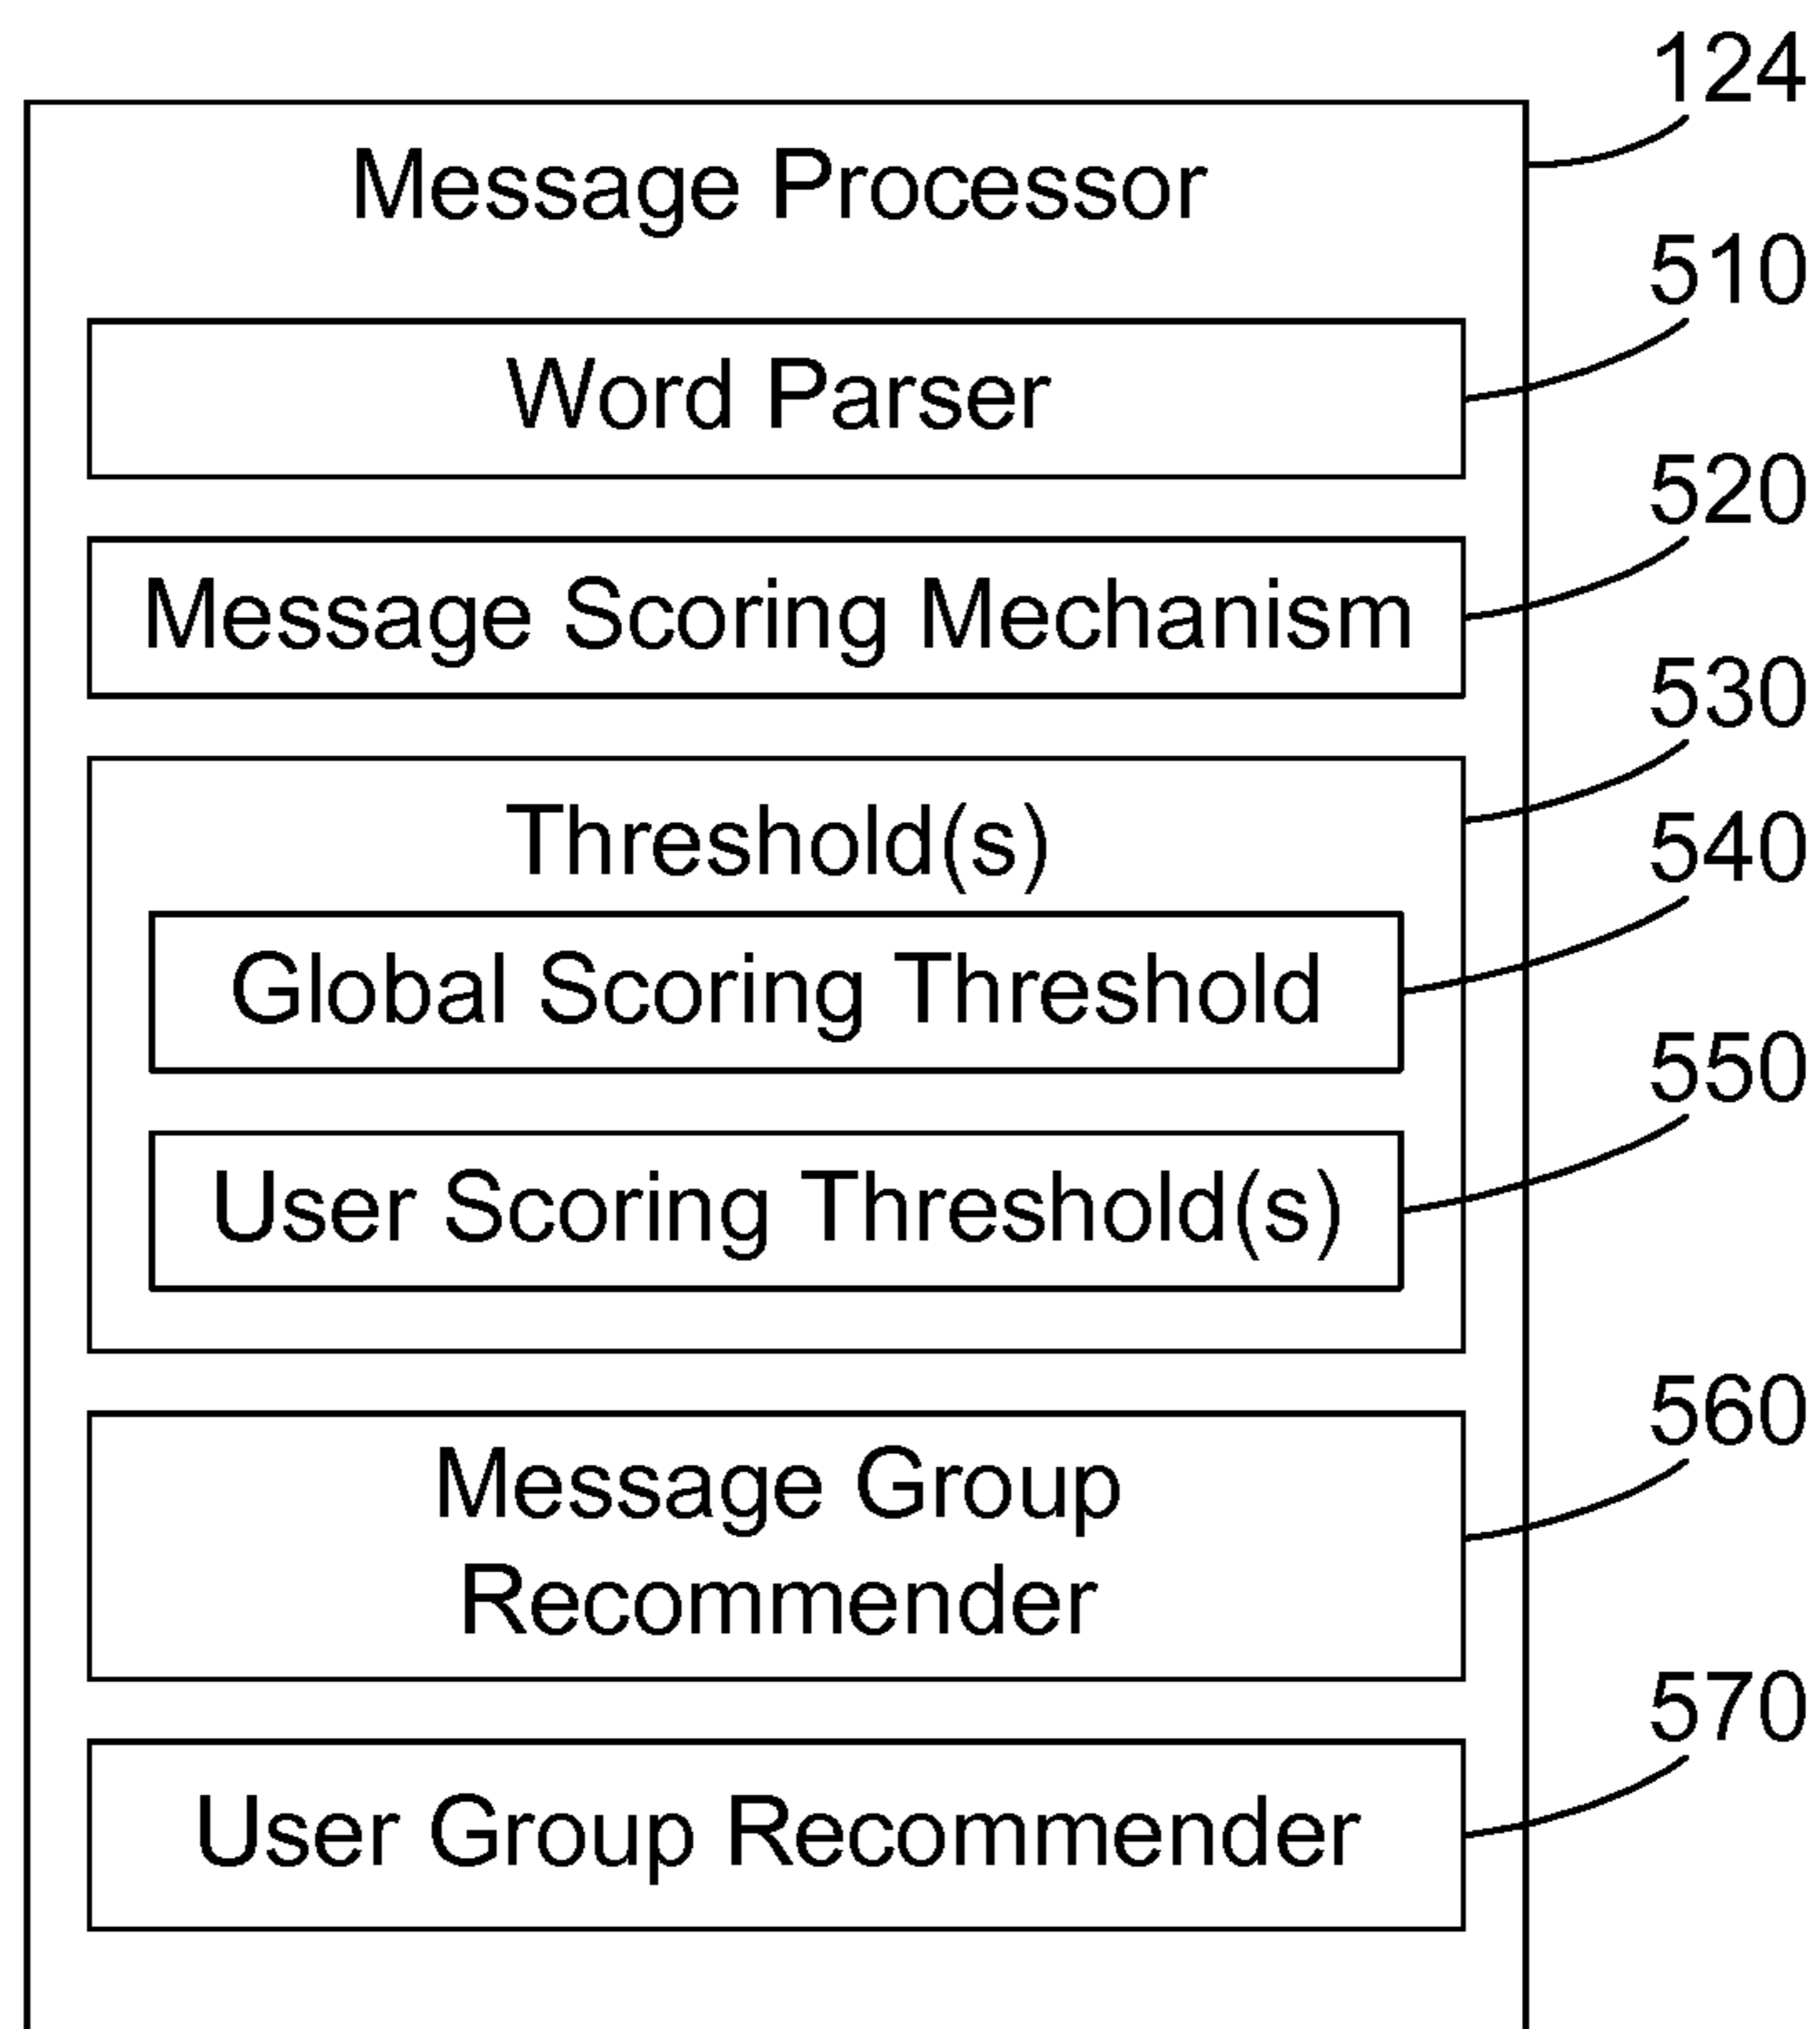 124
Message Processor
510
Word Parser
520
Message Scoring Mechanism
530
Threshold(s)
540
Global Scoring Threshold
550
User Scoring Threshold(s)
560
Message Group
Recommender
570
User Group Recommender